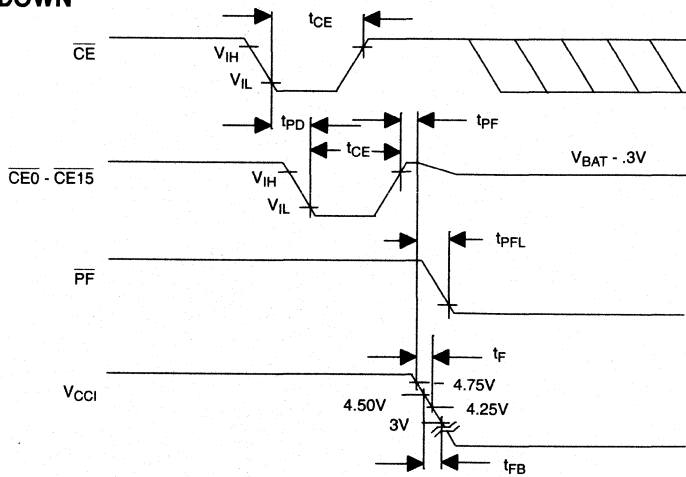 DOWN
tCE
CE
VIH
VIL
tPD
tPF
tCE
VBAT - .3V
CE0 - CE15
VIH
VIL
tPFL
PF
tF
VCCI
4.75V
4.50V
4.25V
3V
tFB